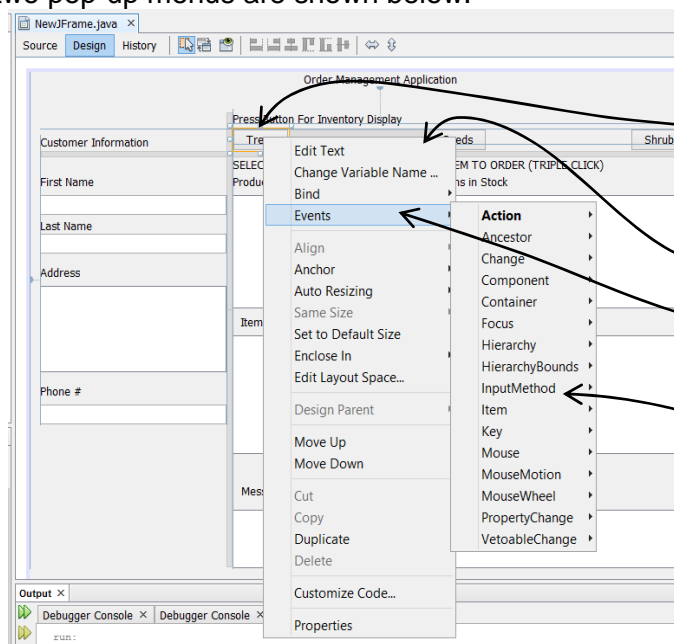 two pop-up menus are shown below.
NewJFrame.java ×
Source Design History
Order Management Application
Press Button For Inventory Display
Customer Information
Tre
eds
Shrub
SELEC
EM TO ORDER (TRIPLE CLICK)
Produc
ns in Stock
First Name
Last Name
Address
Phone #
Item
Mess
Edit Text
Change Variable Name ...
Bind
Events
Align
Anchor
Auto Resizing
Same Size
Set to Default Size
Enclose In
Edit Layout Space...
Design Parent
Move Up
Move Down
Cut
Copy
Duplicate
Delete
Customize Code...
Properties
Action
Ancestor
Change
Component
Container
Focus
Hierarchy
HierarchyBounds
InputMethod
Item
Key
Mouse
MouseMotion
MouseWheel
PropertyChange
VetoableChange
Output ×
Debugger Console × Debugger Console ×
run: